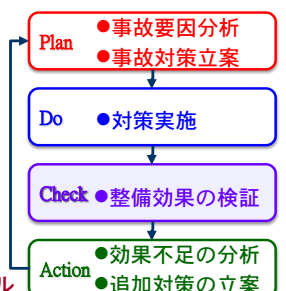 Plan ●事故要因分析
●事故対策立案
Do ●対策実施
Check ●整備効果の検証
Action ●効果不足の分析
●追加対策の立案
ル